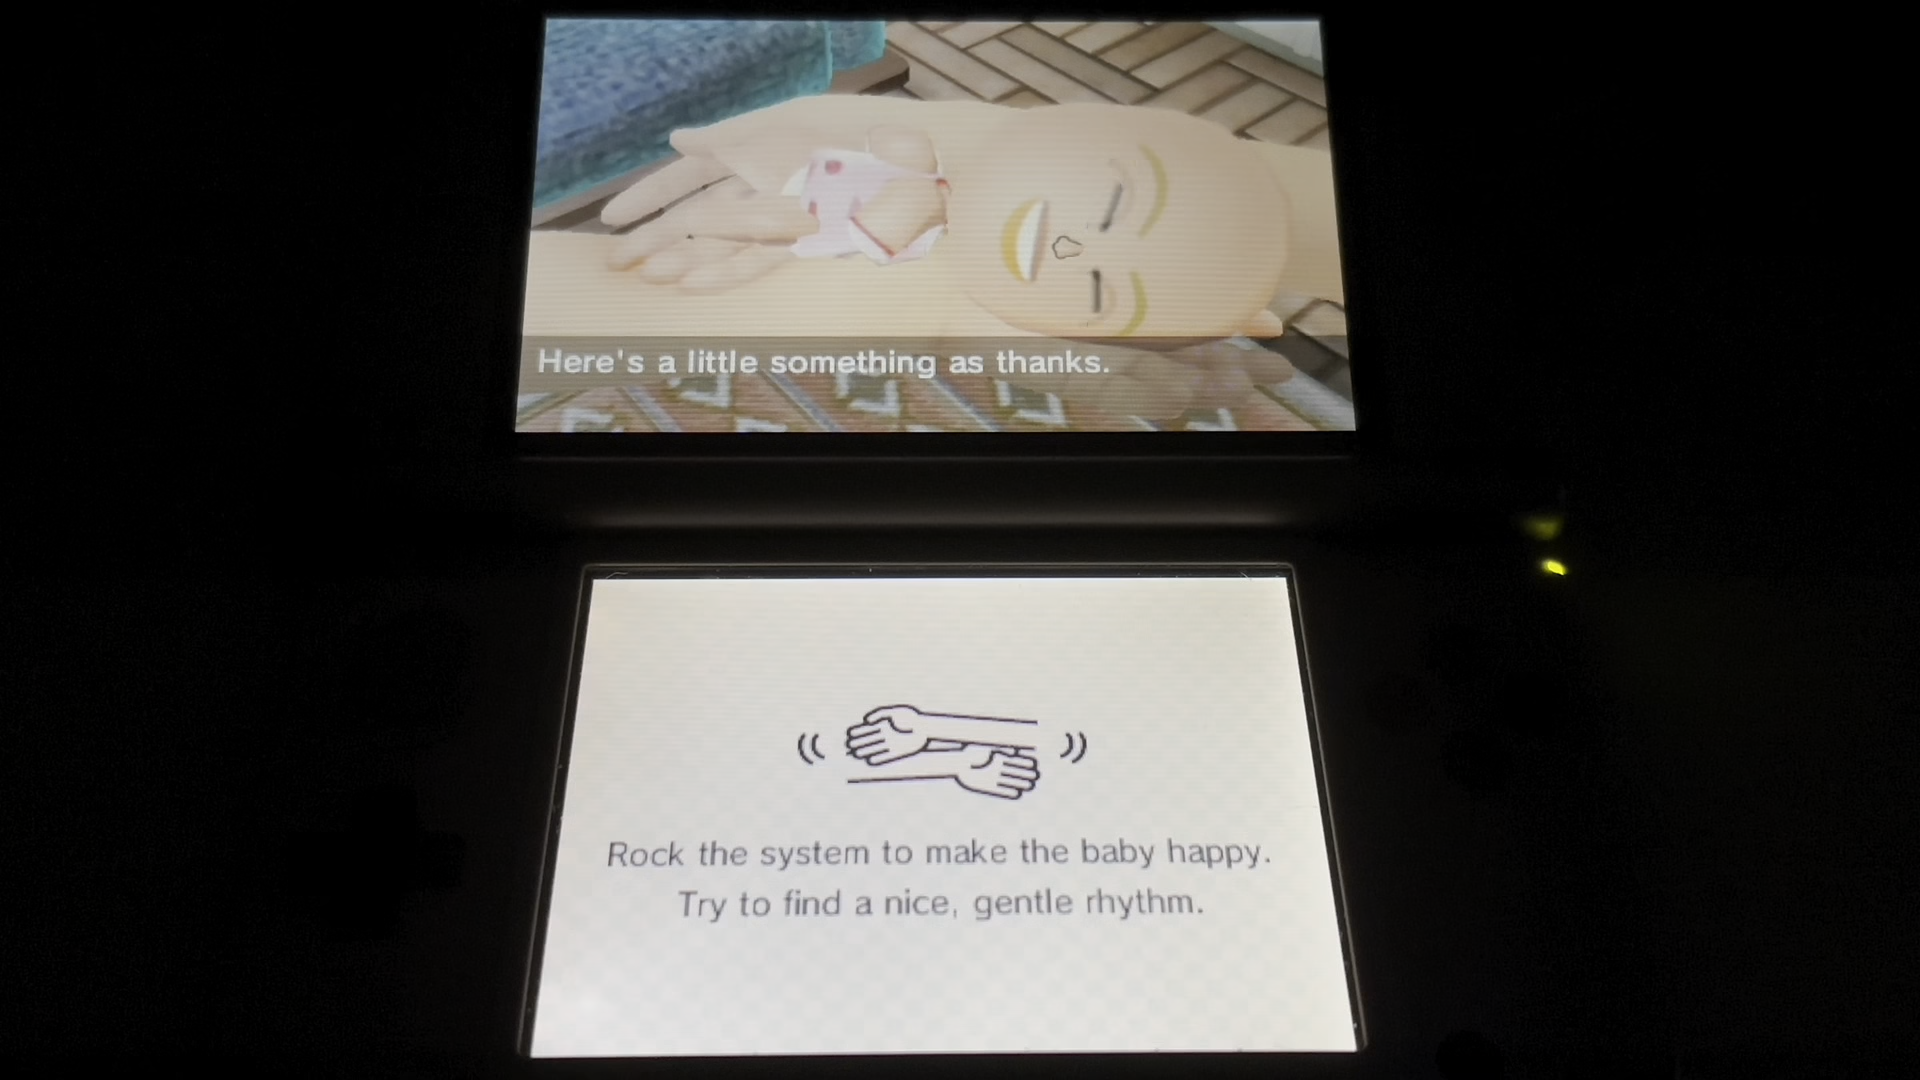 Here's a little something as thanks.
Rock the system to make the baby happy.
Try to find a nice, gentle rhythm.